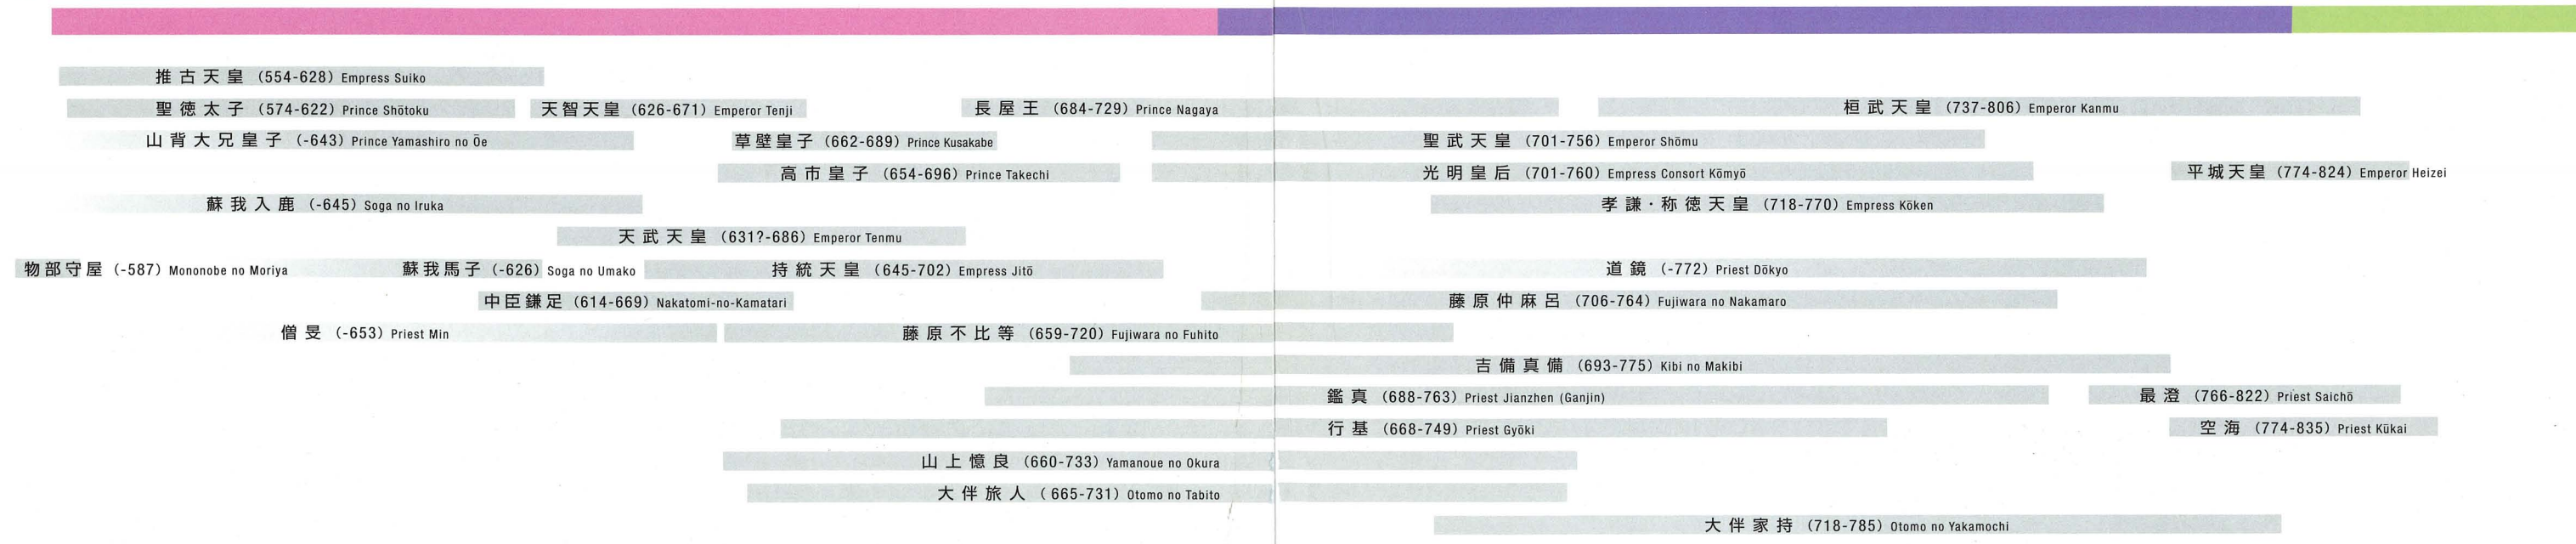 推古天皇 (554-628) Empress Suiko
聖徳太子 (574-622) Prince Shōtoku
天智天皇 (626-671) Emperor Tenji
長屋王 (684-729) Prince Nagaya
桓武天皇 (737-806) Emperor Kanmu
山背大兄皇子 (-643) Prince Yamashiro no Ōe
草壁皇子 (662-689) Prince Kusakabe
聖武天皇 (701-756) Emperor Shōmu
高市皇子 (654-696) Prince Takechi
光明皇后 (701-760) Empress Consort Kōmyō
平城天皇 (774-824) Emperor Heizei
蘇我入鹿 (-645) Soga no Iruka
孝謙・称徳天皇 (718-770) Empress Kōken
天武天皇 (631?-686) Emperor Tenmu
物部守屋 (-587) Mononobe no Moriya
蘇我馬子 (-626) Soga no Umako
持統天皇 (645-702) Empress Jitō
道鏡 (-772) Priest Dōkyo
中臣鎌足 (614-669) Nakatomi-no-Kamatari
藤原仲麻呂 (706-764) Fujiwara no Nakamaro
僧旻 (-653) Priest Min
藤原不比等 (659-720) Fujiwara no Fuhito
吉備真備 (693-775) Kibi no Makibi
鑑真 (688-763) Priest Jianzhen (Ganjin)
最澄 (766-822) Priest Saichō
行基 (668-749) Priest Gyōki
空海 (774-835) Priest Kūkai
山上憶良 (660-733) Yamanoue no Okura
大伴旅人 (665-731) Otomo no Tabito
大伴家持 (718-785) Otomo no Yakamochi